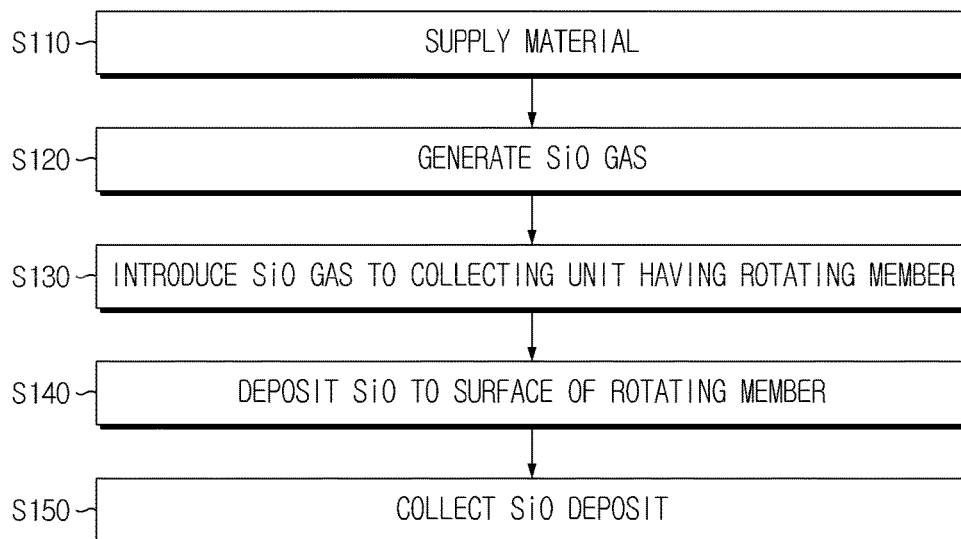 S110 SUPPLY MATERIAL
S120 GENERATE SiO GAS
S130 INTRODUCE SiO GAS TO COLLECTING UNIT HAVING ROTATING MEMBER
S140 DEPOSIT SiO TO SURFACE OF ROTATING MEMBER
S150 COLLECT SiO DEPOSIT